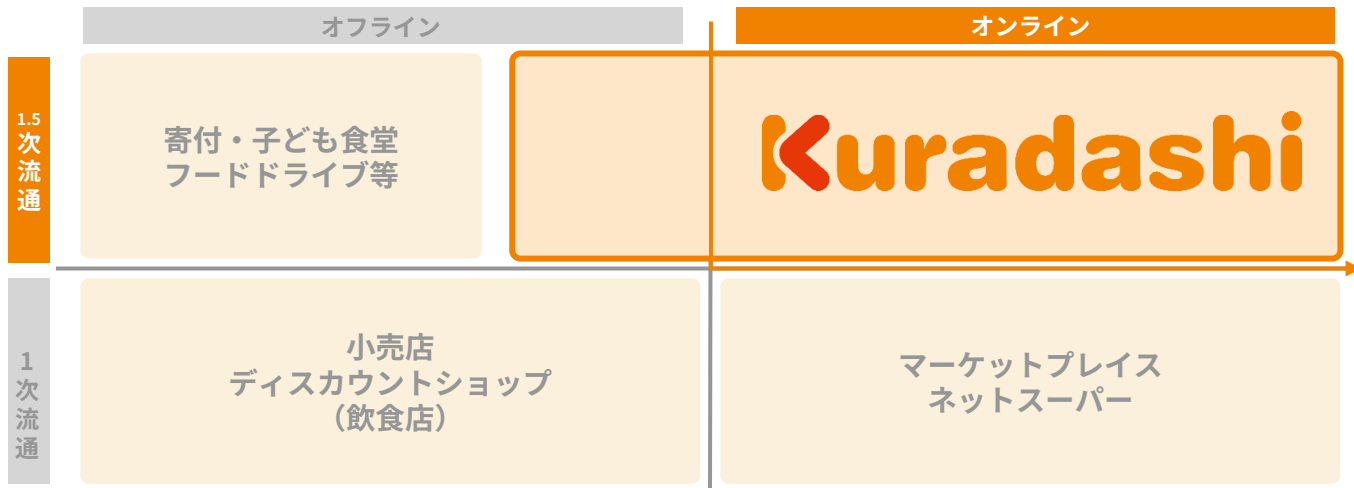 オフライン
オンライン
1.5
次
流
通
寄付・子ども食堂
フードドライブ等
Kuradashi
1
次
流
通
小売店
ディスカウントショップ
（飲食店）
マーケットプレイス
ネットスーパー